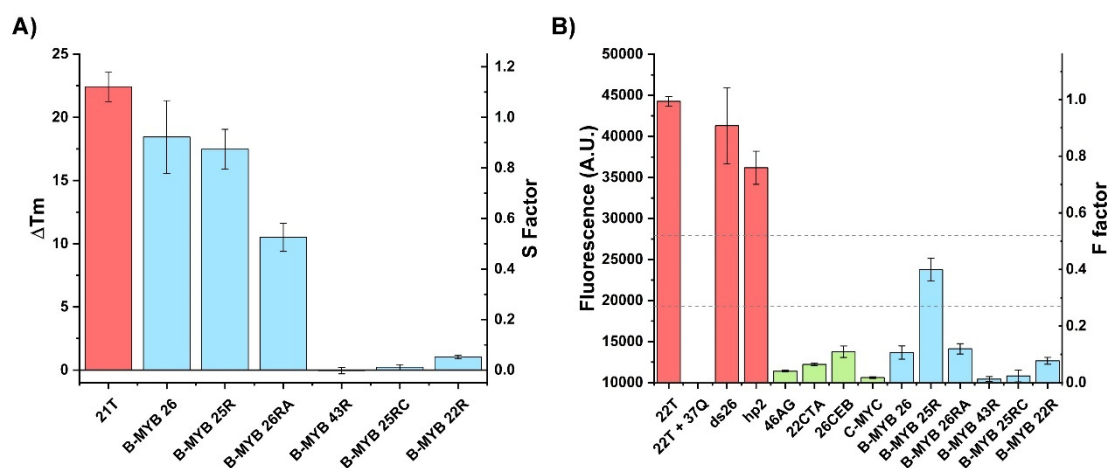 A)
25
20
15
10
5
0
ΔTm
1.2
1.0
0.8
0.6
0.4
0.2
0.0
S Factor
21T
B-MYB 26
B-MYB 25R
B-MYB 26RA
B-MYB 43R
B-MYB 25RC
B-MYB 22R
B)
50000
45000
40000
35000
30000
25000
20000
15000
10000
Fluorescence (A.U.)
1.0
0.8
0.6
0.4
0.2
0.0
F factor
22T
22T + 37Q
ds26
hp2
46AG
22CTA
26CEB
C-MYC
B-MYB 26
B-MYB 25R
B-MYB 26RA
B-MYB 43R
B-MYB 25RC
B-MYB 22R